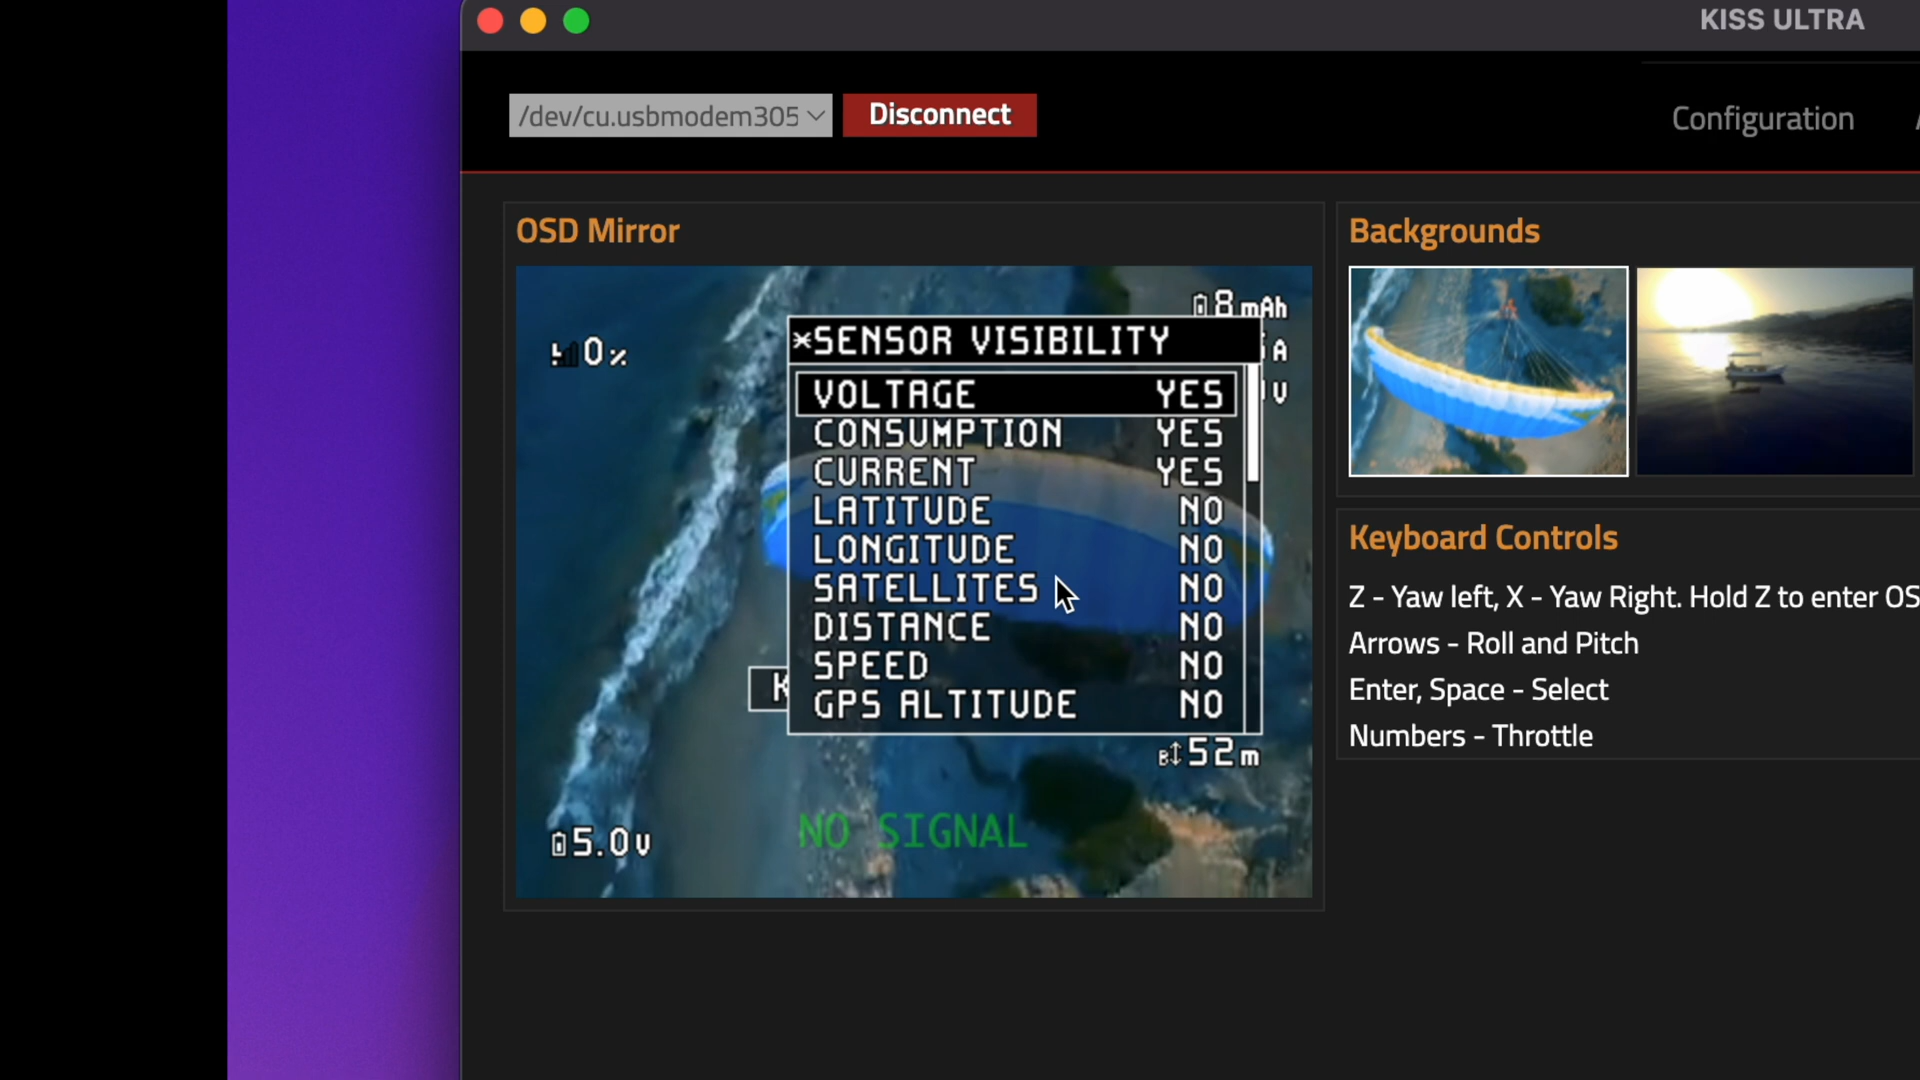 KISS ULTRA
/dev/cu.usbmodem305
Disconnect
Configuration
OSD Mirror
Backgrounds
8 mAh
0%
A
V
×SENSOR VISIBILITY
VOLTAGE YES
CONSUMPTION YES
CURRENT YES
LATITUDE NO
LONGITUDE NO
SATELLITES NO
DISTANCE NO
SPEED NO
GPS ALTITUDE NO
K
B↕52m
NO SIGNAL
5.0V
Keyboard Controls
Z - Yaw left, X - Yaw Right. Hold Z to enter OS
Arrows - Roll and Pitch
Enter, Space - Select
Numbers - Throttle